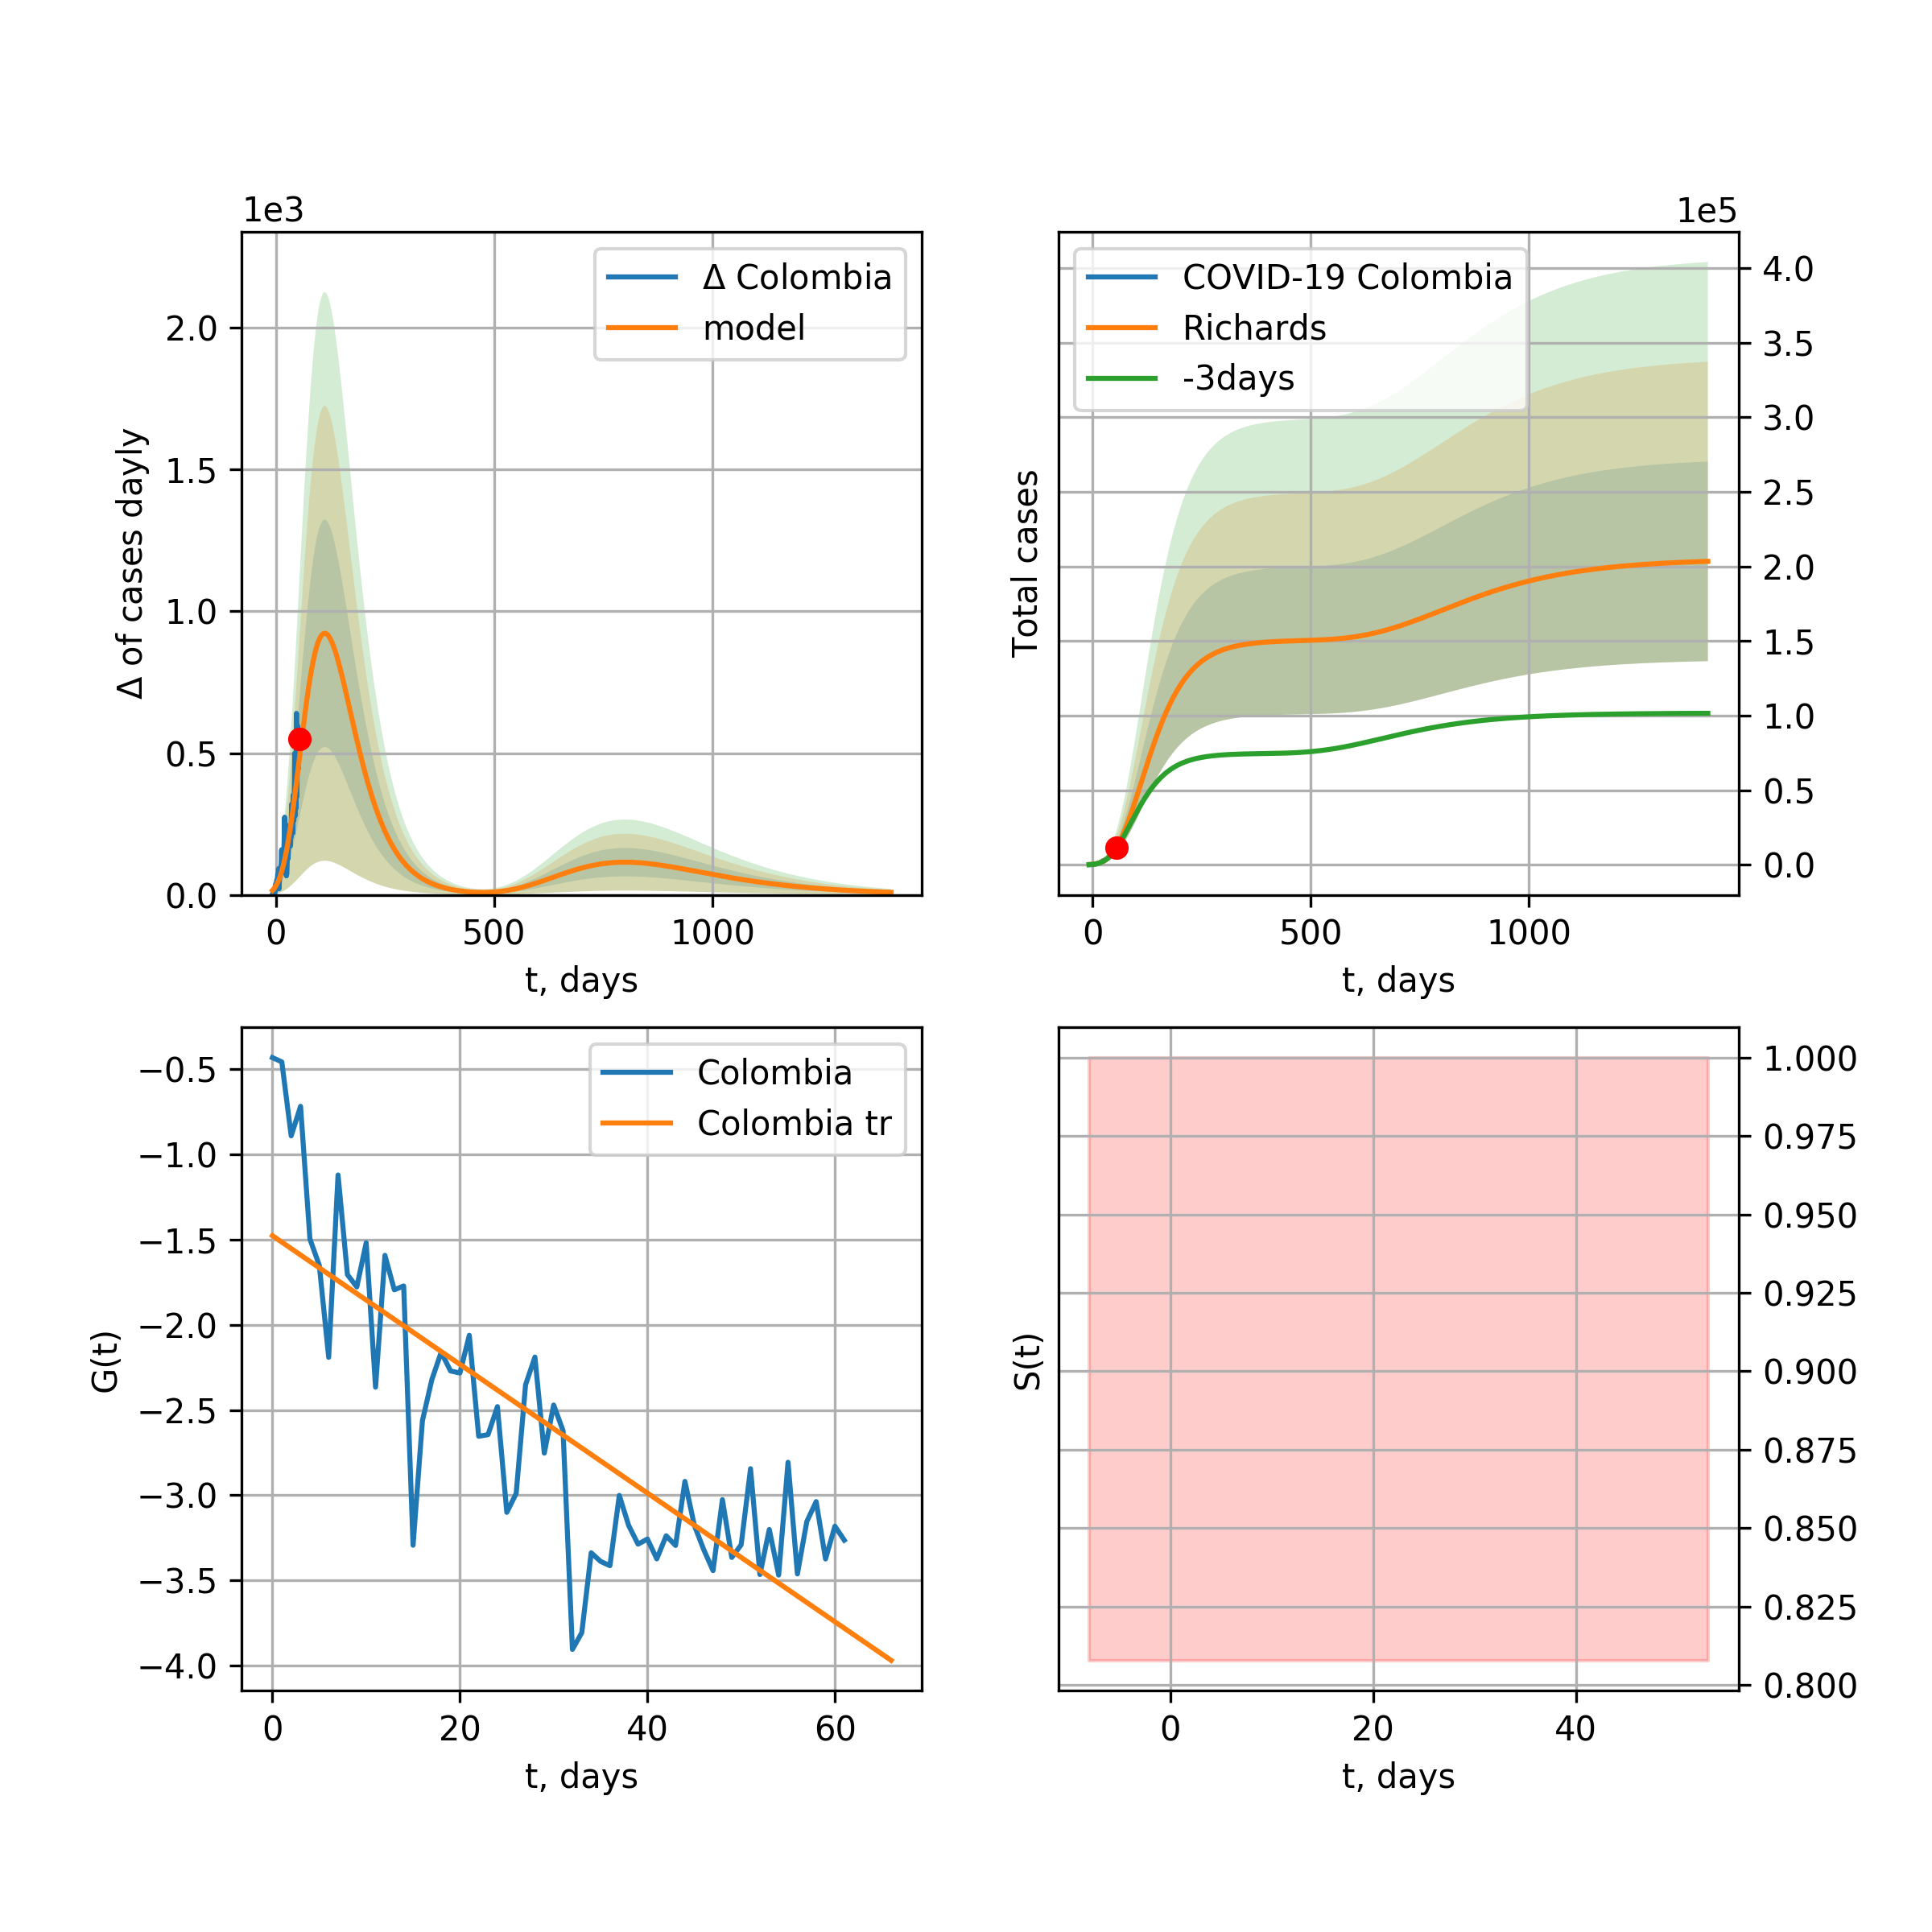 1e3
Δ of cases dayly
2.0
1.5
1.0
0.5
0.0
0 500 1000
t, days
Δ Colombia
model
1e5
Total cases
4.0
3.5
3.0
2.5
2.0
1.5
1.0
0.5
0.0
0 500 1000
t, days
COVID-19 Colombia
Richards
-3days
G(t)
−0.5
−1.0
−1.5
−2.0
−2.5
−3.0
−3.5
−4.0
0 20 40 60
t, days
Colombia
Colombia tr
S(t)
1.000
0.975
0.950
0.925
0.900
0.875
0.850
0.825
0.800
0 20 40
t, days